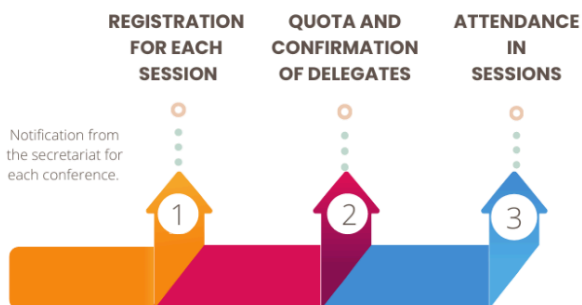 REGISTRATION
FOR EACH
SESSION
QUOTA AND
CONFIRMATION
OF DELEGATES
ATTENDANCE
IN
SESSIONS
Notification from
the secretariat for
each conference.
1
2
3